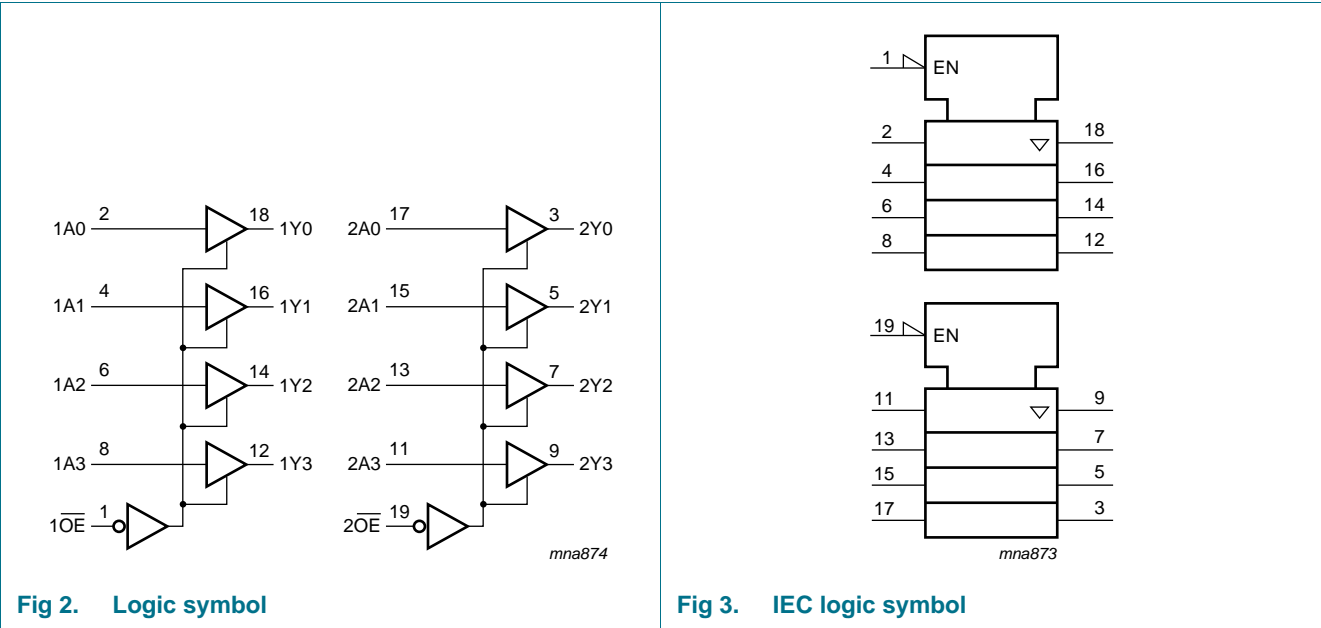 2 18
1A0 1Y0
17 3
2A0 2Y0
4 16
1A1 1Y1
15 5
2A1 2Y1
6 14
1A2 1Y2
13 7
2A2 2Y2
8 12
1A3 1Y3
11 9
2A3 2Y3
1
1OE
19
2OE
mna874
Fig 2. Logic symbol
1 EN
2 18
4 16
6 14
8 12
19 EN
11 9
13 7
15 5
17 3
mna873
Fig 3. IEC logic symbol